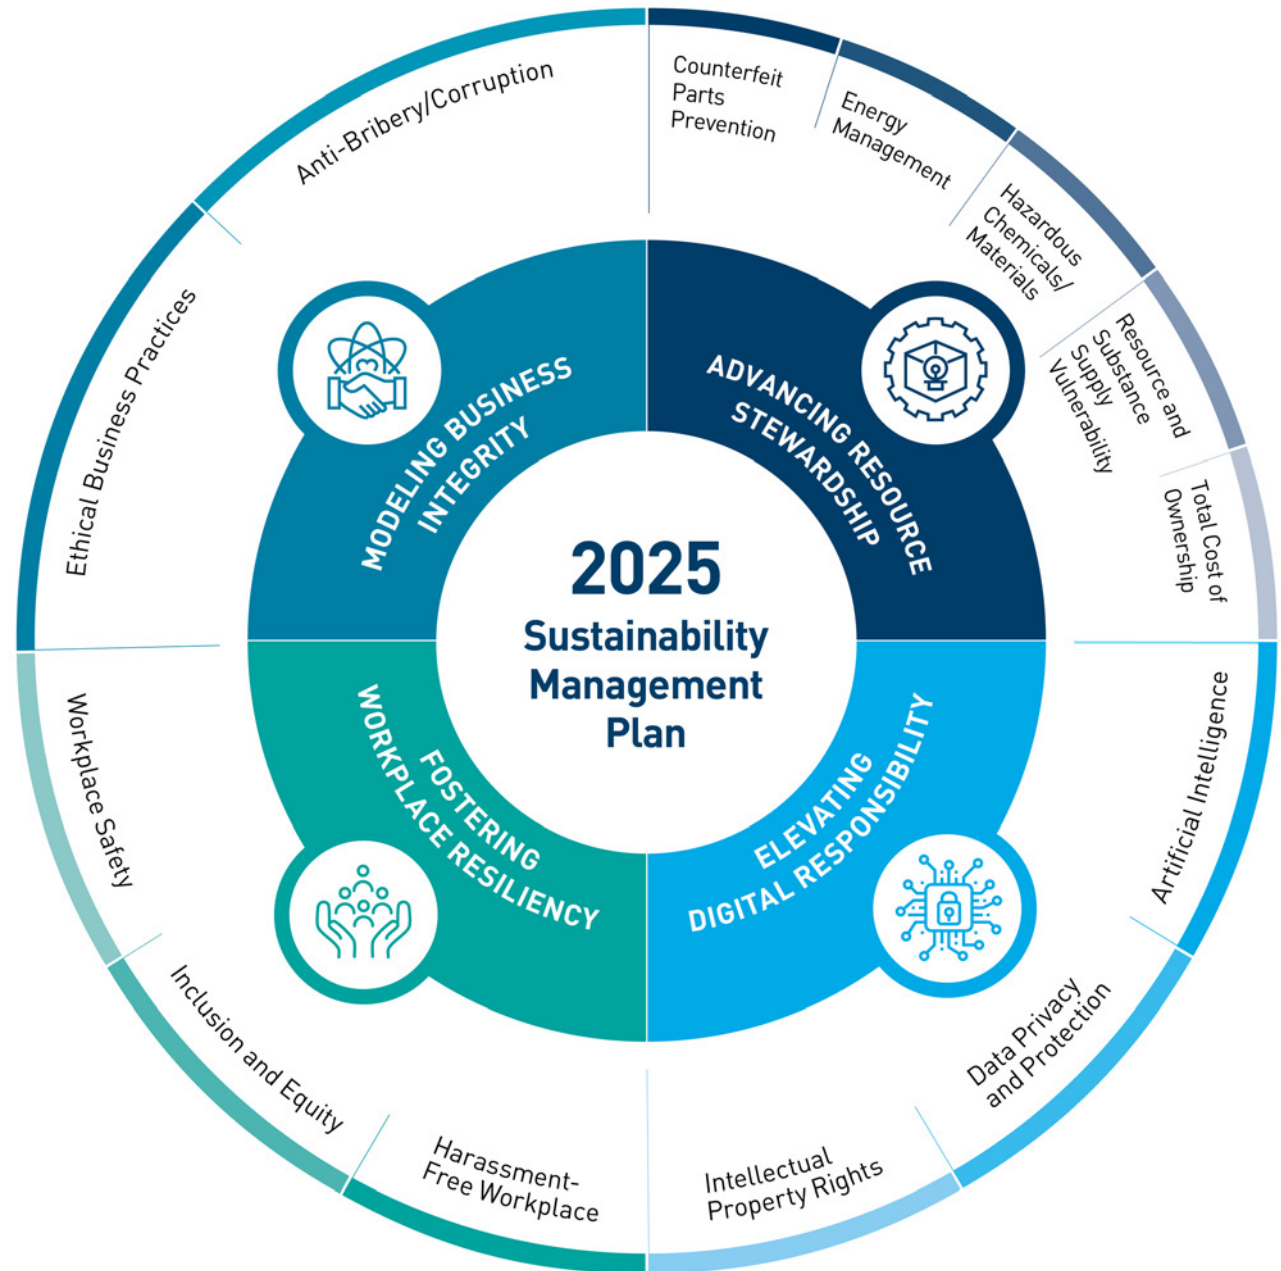 2025
Sustainability
Management
Plan
ADVANCING RESOURCE
STEWARDSHIP
Counterfeit
Parts
Prevention
Energy
Management
Hazardous
Chemicals/
Materials
Resource and
Substance
Supply
Vulnerability
Total Cost of
Ownership
ELEVATING
DIGITAL RESPONSIBILITY
Artificial Intelligence
Data Privacy
and Protection
Intellectual
Property Rights
FOSTERING
WORKPLACE RESILIENCY
Harassment-
Free Workplace
Inclusion and Equity
Workplace Safety
MODELING BUSINESS
INTEGRITY
Ethical Business Practices
Anti-Bribery/Corruption